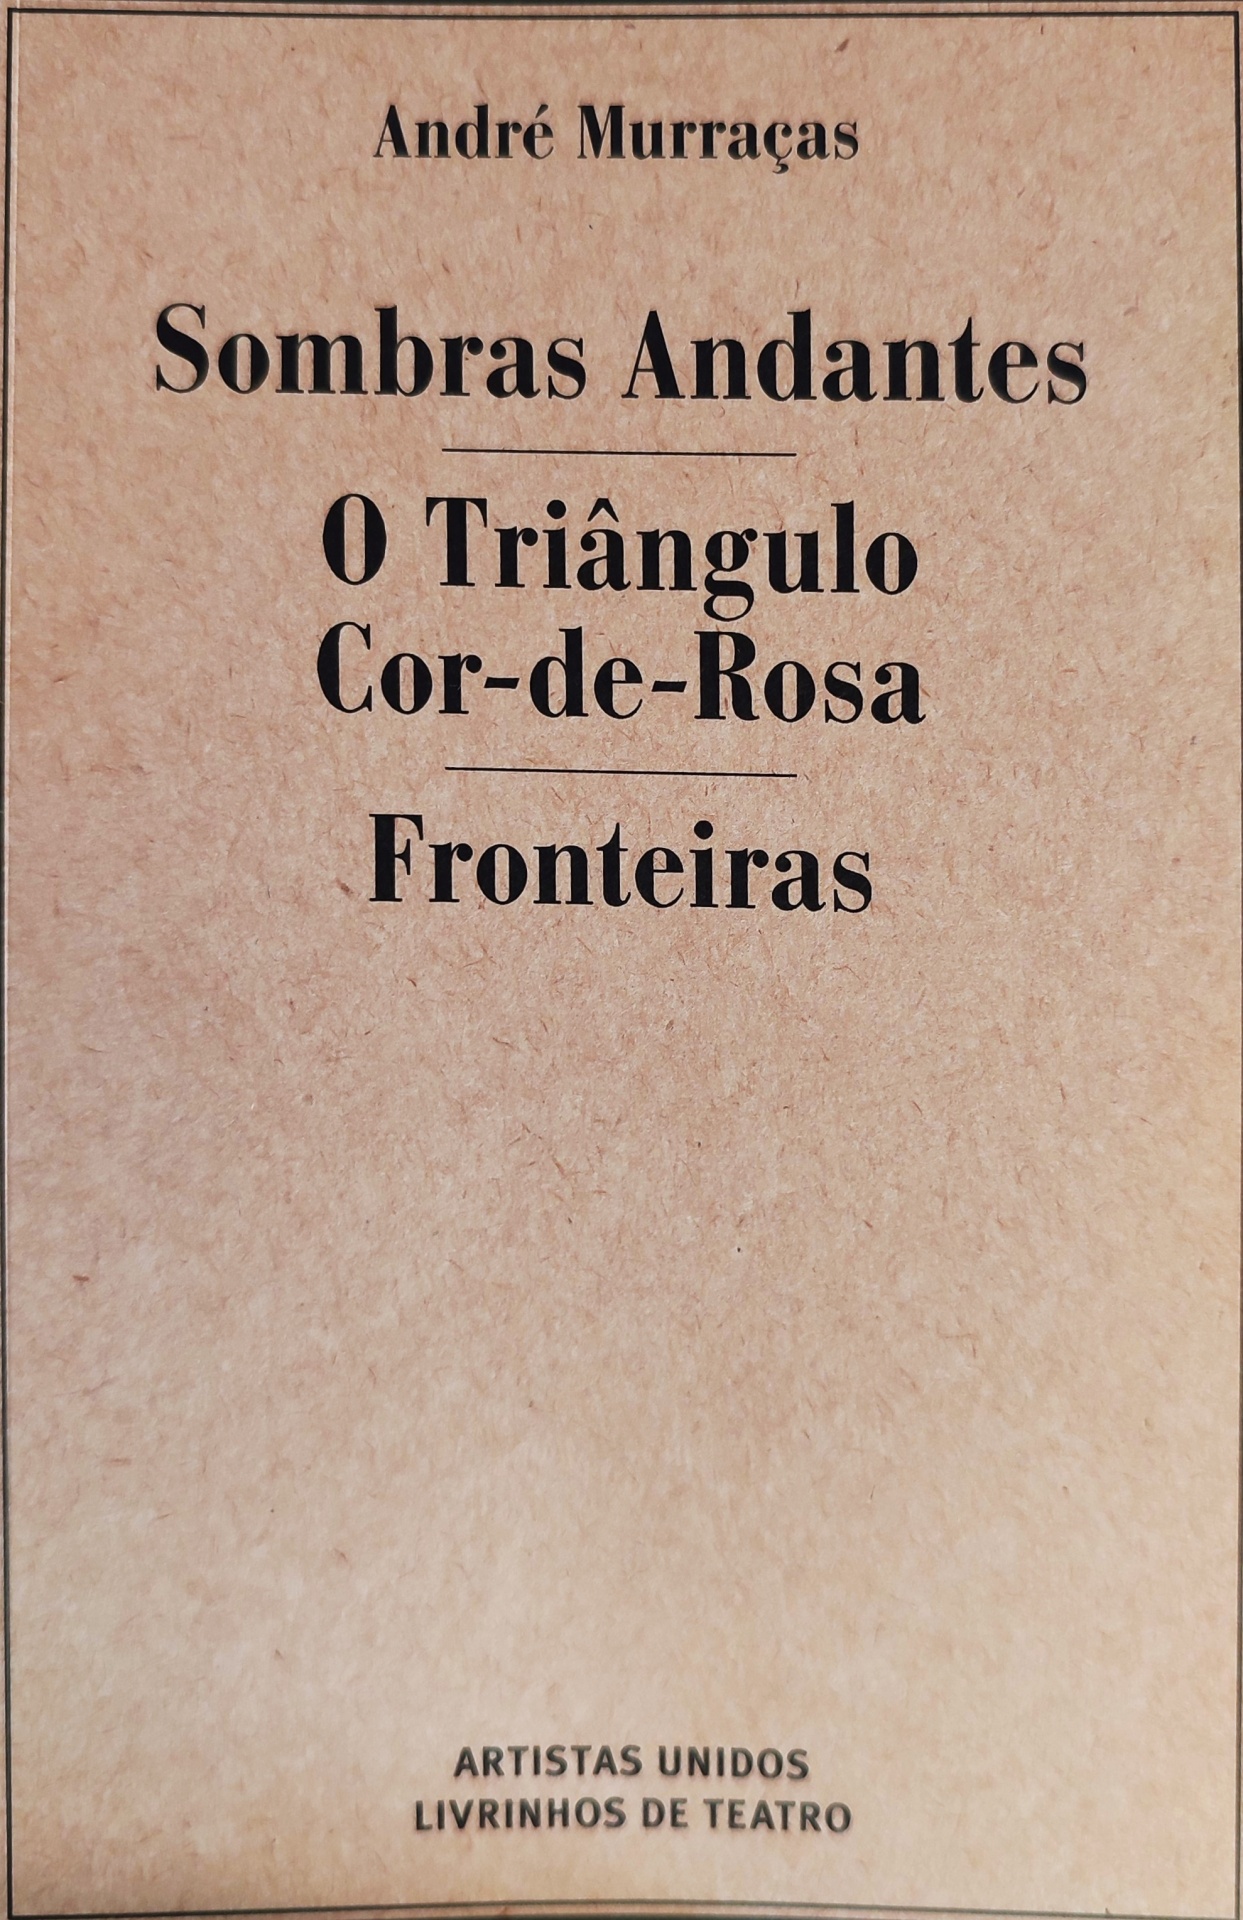 André Murraças
Sombras Andantes
O Triângulo
Cor-de-Rosa
Fronteiras
ARTISTAS UNIDOS
LIVRINHOS DE TEATRO